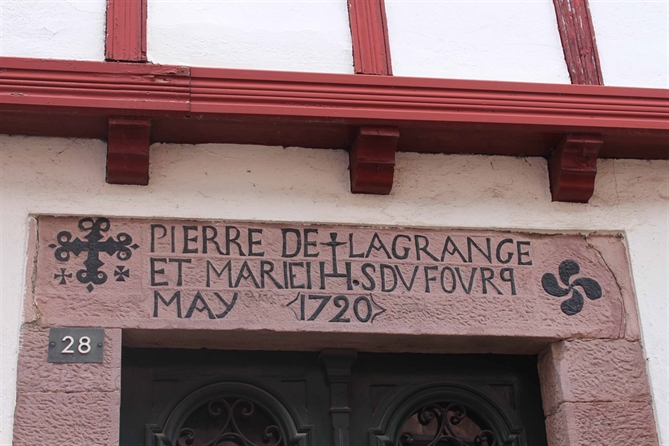 PIERRE DE LAGRANGE
ET MARIE IHS DVFOVRQ
MAY 1720
28